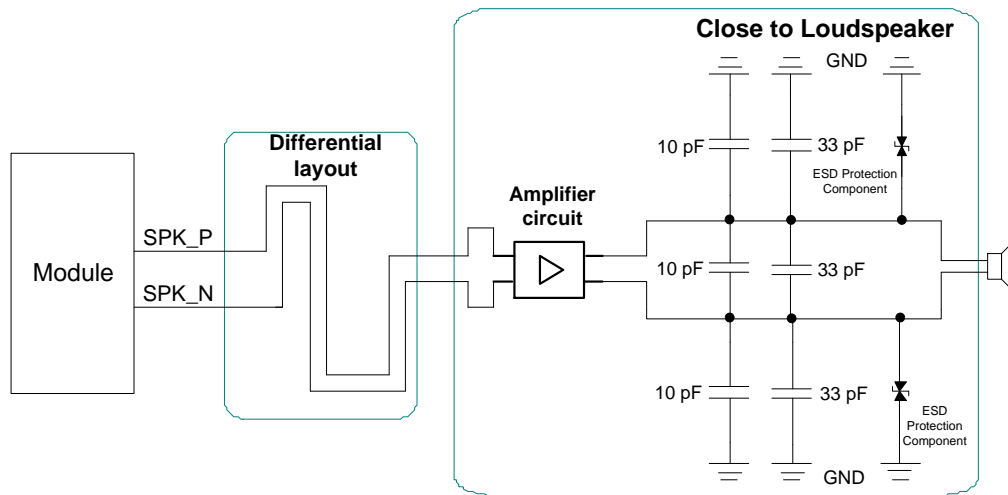 Close to Loudspeaker
GND
Differential
layout
10 pF
33 pF
ESD Protection
Component
Amplifier
circuit
SPK_P
Module
10 pF
33 pF
SPK_N
10 pF
33 pF
ESD
Protection
Component
GND